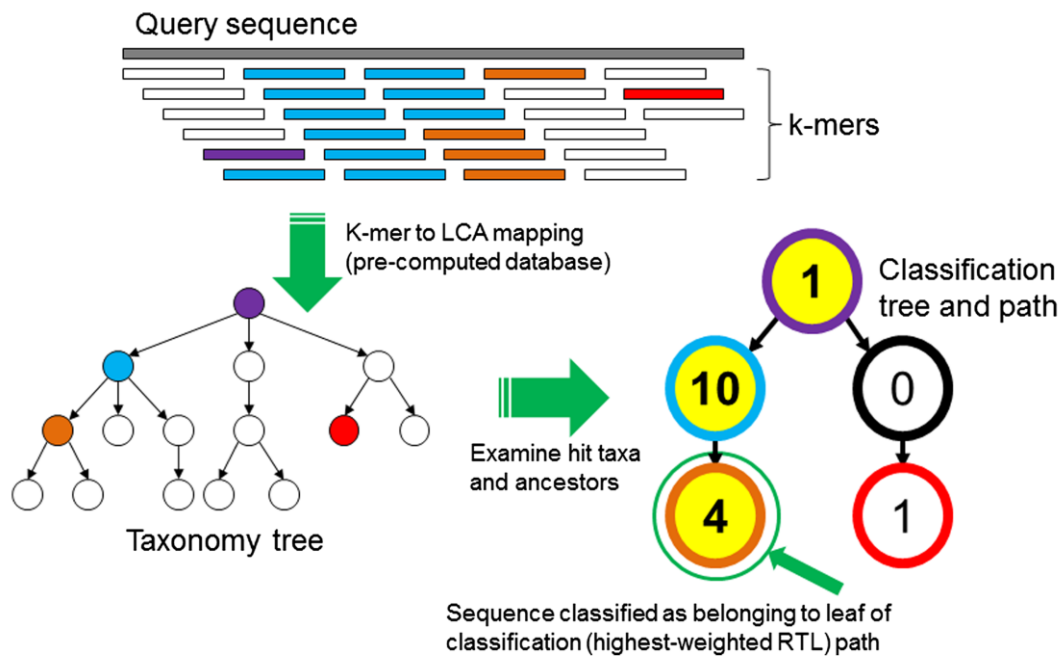 Query sequence
k-mers
K-mer to LCA mapping
(pre-computed database)
Classification
tree and path
1
10
0
4
1
Examine hit taxa
and ancestors
Taxonomy tree
Sequence classified as belonging to leaf of
classification (highest-weighted RTL) path